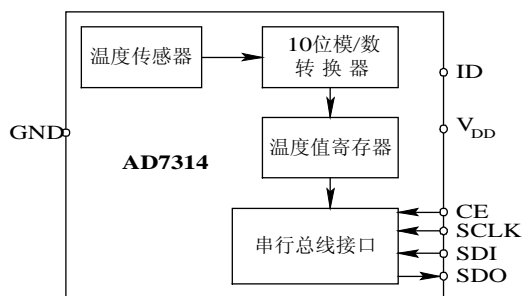 温度传感器
10位模/数
转 换 器
ID
GND
V_DD
温度值寄存器
AD7314
CE
SCLK
串行总线接口
SDI
SDO